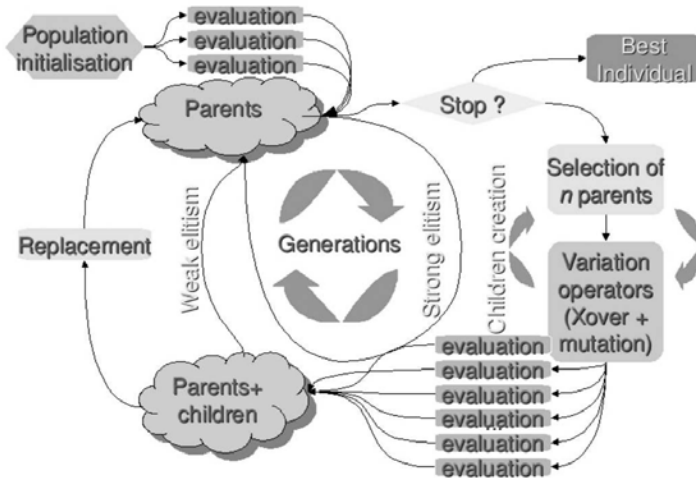 Population
initialisation
evaluation
evaluation
evaluation
Parents
Stop ?
Best
Individual
Selection of
n parents
Variation
operators
(Xover +
mutation)
Children creation
Generations
Weak elitism
Strong elitism
Replacement
Parents+
children
evaluation
evaluation
evaluation
evaluation
...
evaluation
evaluation